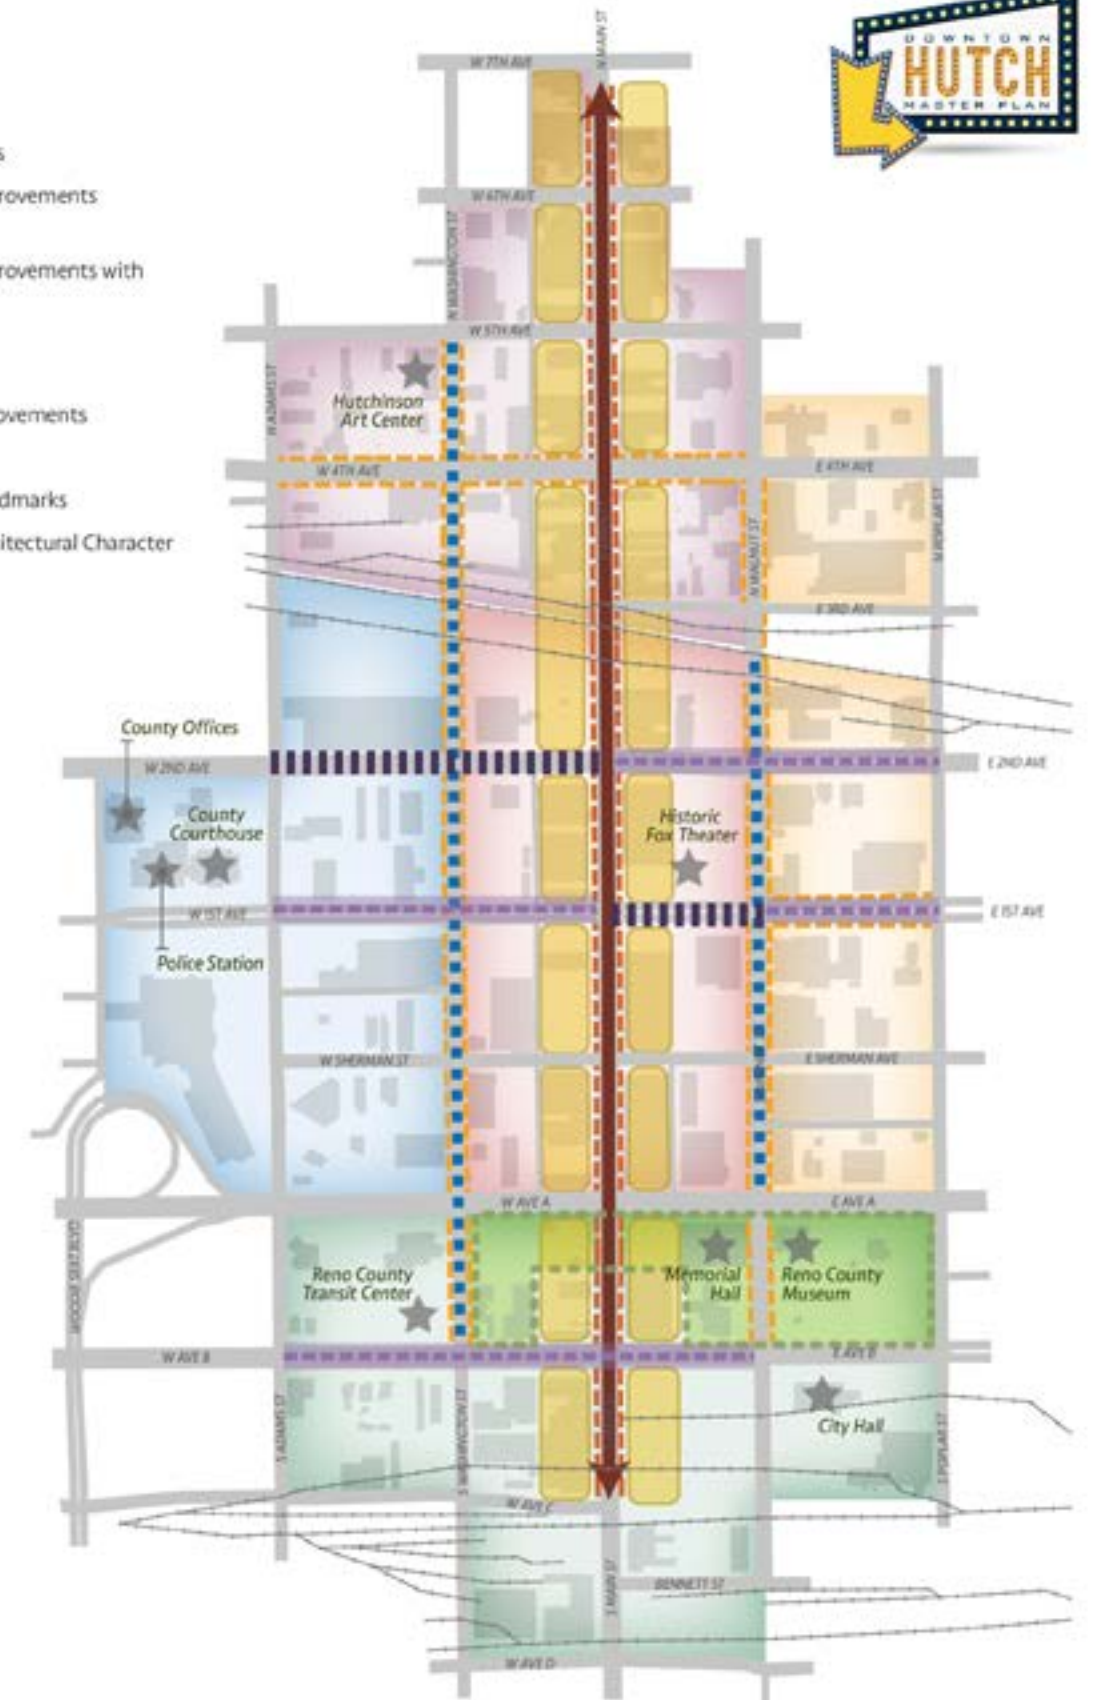 N MAIN ST
DOWNTOWN
HUTCH
MASTER PLAN
W 7TH AVE
s
rovements
W 6TH AVE
N WASHINGTON ST
rovements with
W 5TH AVE
N ADAMS ST
Hutchinson
Art Center
ovements
W 4TH AVE
E 4TH AVE
dmarks
itectural Character
N WALNUT ST
N POPLAR ST
E 3RD AVE
County Offices
W 2ND AVE
E 2ND AVE
County
Courthouse
Historic
Fox Theater
W 1ST AVE
E 1ST AVE
Police Station
W SHERMAN ST
E SHERMAN AVE
W AVE A
E AVE A
Reno County
Transit Center
Memorial
Hall
Reno County
Museum
W AVE B
E AVE B
S ADAMS ST
S WASHINGTON ST
City Hall
S POPLAR ST
W AVE C
S MAIN ST
BENNETT ST
W AVE D